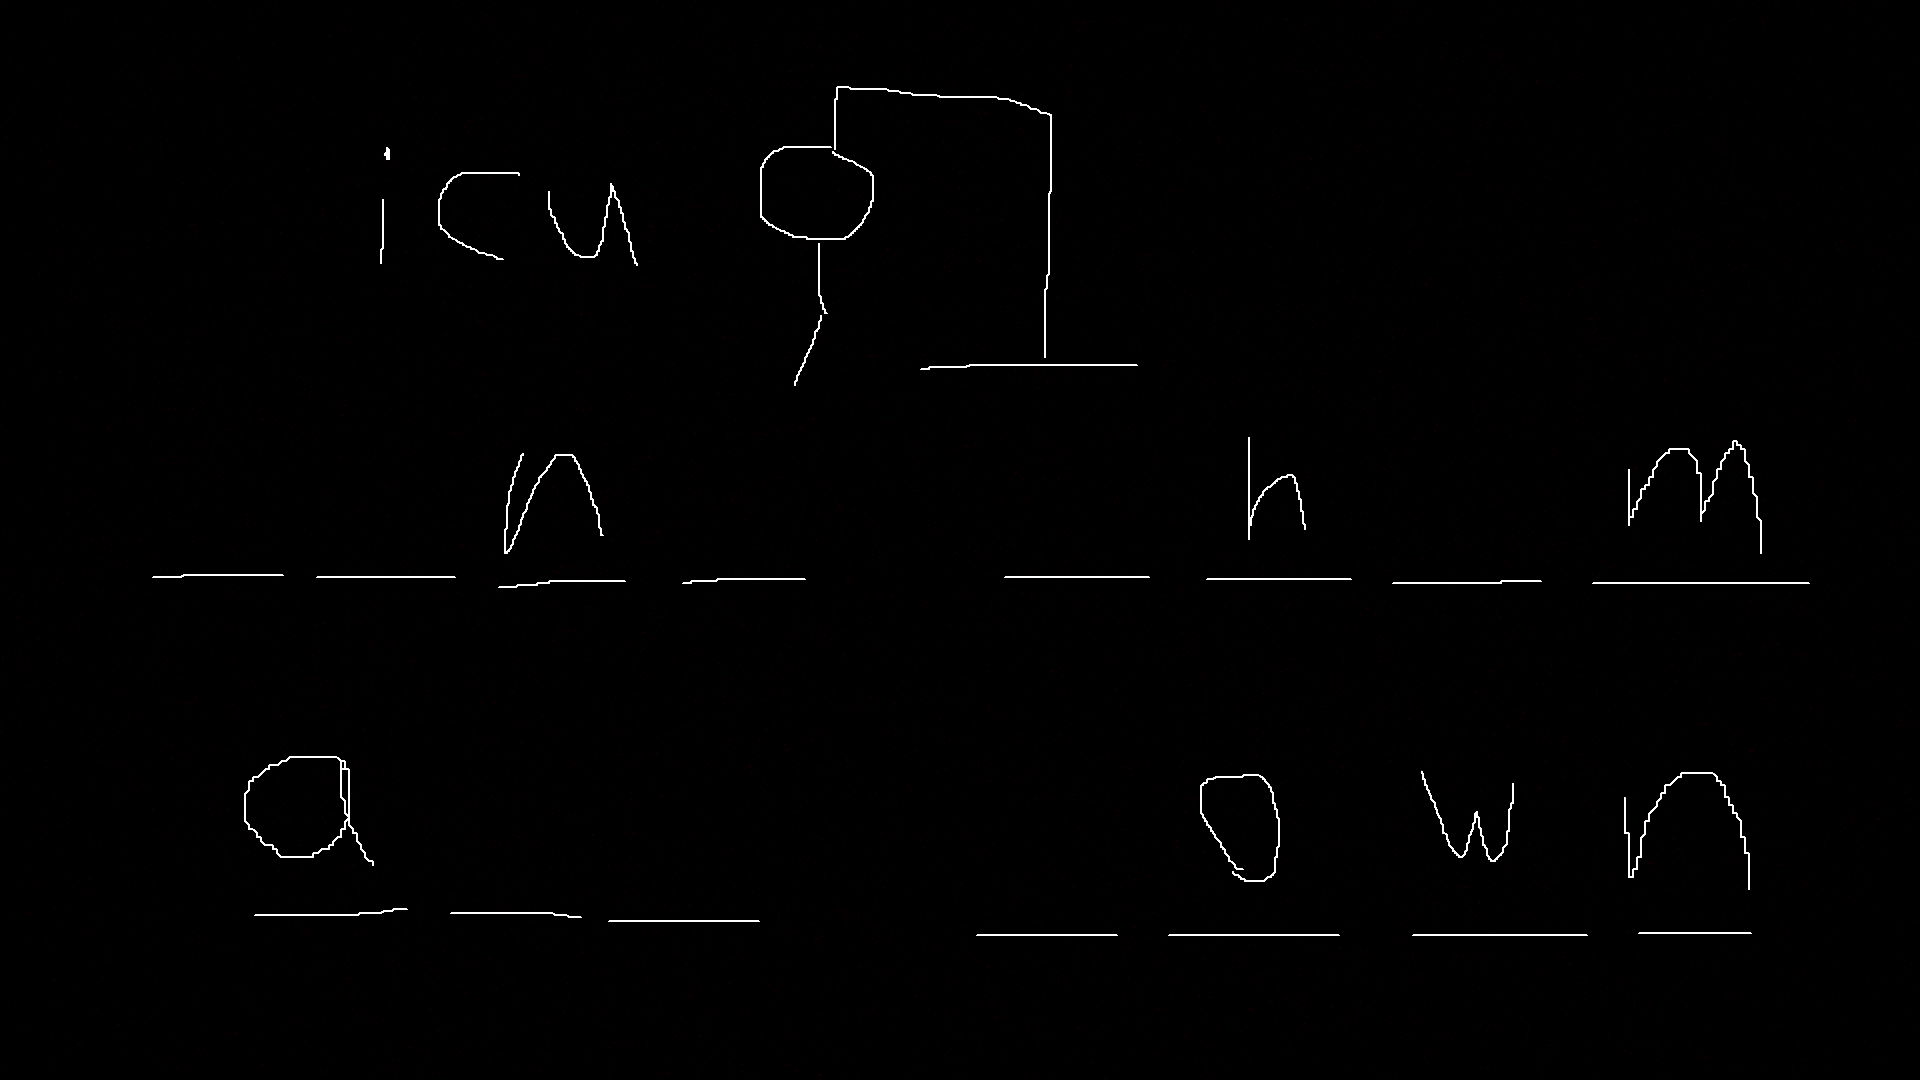 icu
_ _ n _ _ h _ m
a _ _ _ o w n